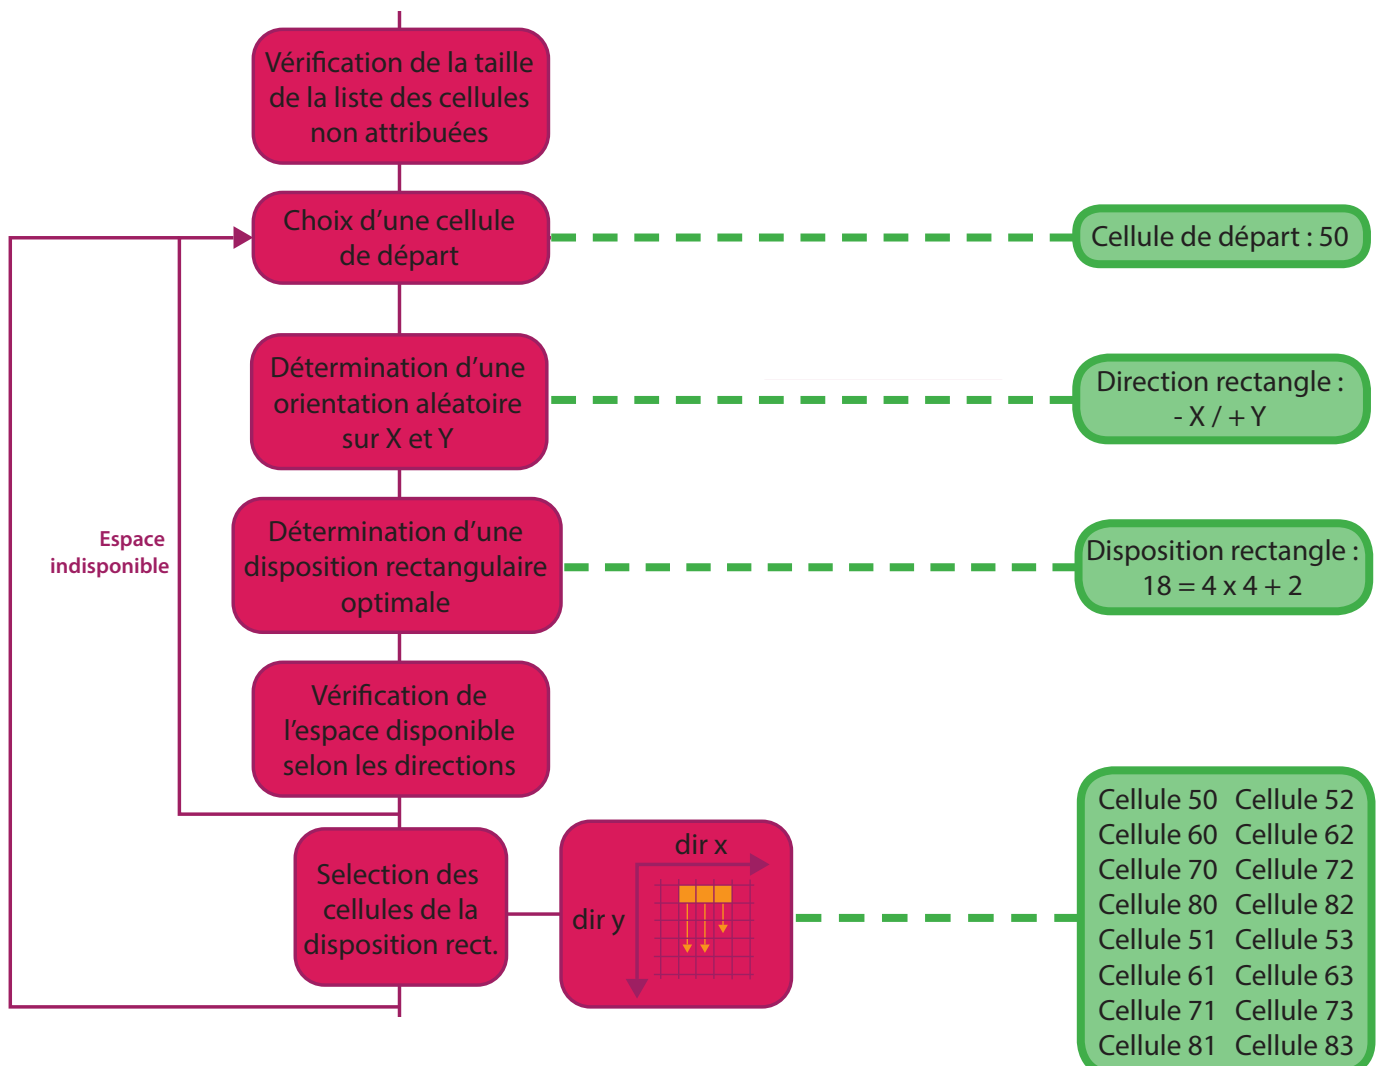 Vérification de la taille
de la liste des cellules
non attribuées
Choix d’une cellule
de départ
Cellule de départ : 50
Détermination d’une
orientation aléatoire
sur X et Y
Direction rectangle :
- X / + Y
Espace
indisponible
Détermination d’une
disposition rectangulaire
optimale
Disposition rectangle :
18 = 4 x 4 + 2
Vérification de
l’espace disponible
selon les directions
Selection des
cellules de la
disposition rect.
dir x
dir y
Cellule 50 Cellule 52
Cellule 60 Cellule 62
Cellule 70 Cellule 72
Cellule 80 Cellule 82
Cellule 51 Cellule 53
Cellule 61 Cellule 63
Cellule 71 Cellule 73
Cellule 81 Cellule 83